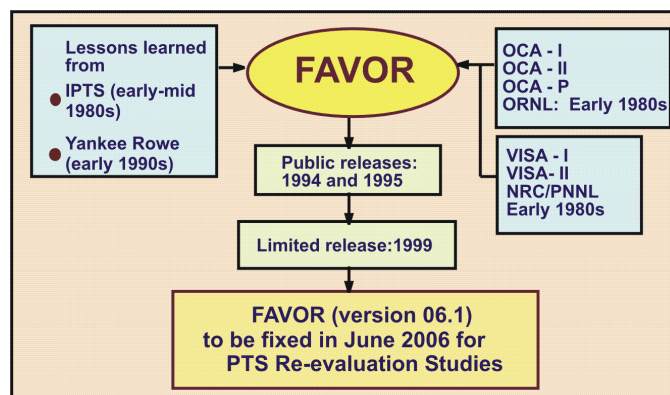 Lessons learned
from
IPTS (early-mid
1980s)
Yankee Rowe
(early 1990s)
FAVOR
OCA - I
OCA - II
OCA - P
ORNL: Early 1980s
VISA - I
VISA- II
NRC/PNNL
Early 1980s
Public releases:
1994 and 1995
Limited release:1999
FAVOR (version 06.1)
to be fixed in June 2006 for
PTS Re-evaluation Studies